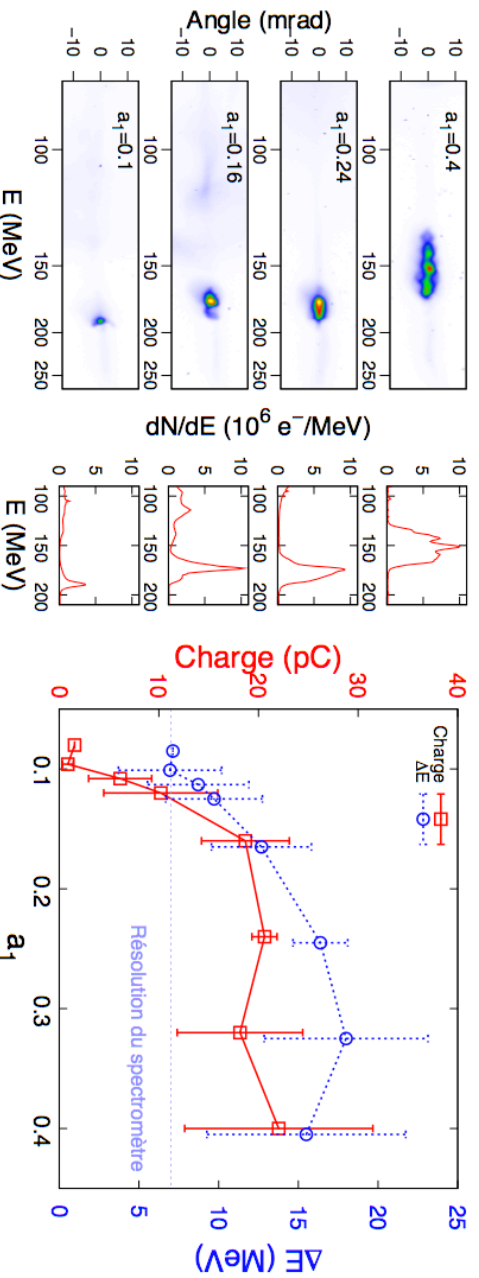 Angle (mrad)
-10 0 10
a1=0.4
-10 0 10
a1=0.24
-10 0 10
a1=0.16
-10 0 10
a1=0.1
100 150 200 250
100 150 200 250
100 150 200 250
100 150 200 250
E (MeV)
dN/dE (10^6 e^-/MeV)
0 5 10
0 5 10
0 5 10
0 5 10
100 150 200
100 150 200
100 150 200
100 150 200
E (MeV)
Charge (pC)
0 10 20 30 40
Charge
ΔE
Résolution du spectromètre
0.1 0.2 0.3 0.4
a1
0 5 10 15 20 25
ΔE (MeV)